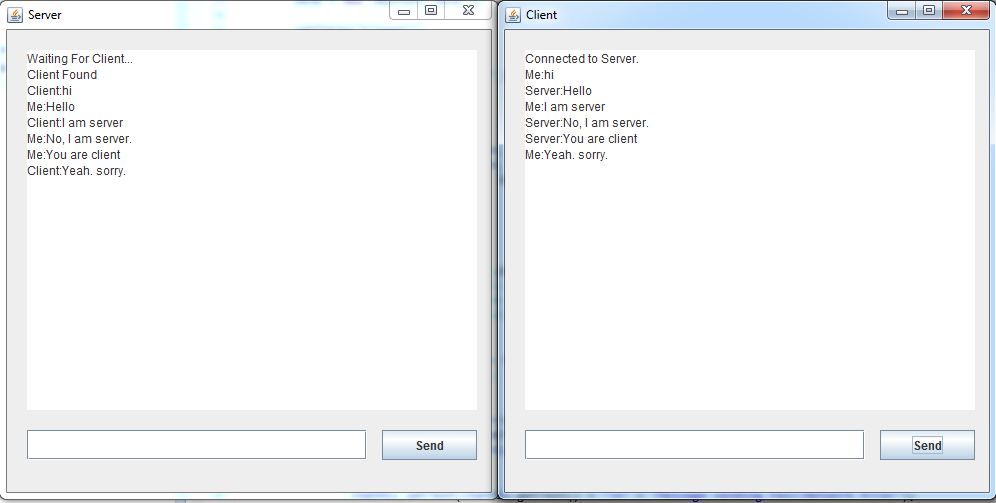 Server
Waiting For Client...
Client Found
Client:hi
Me:Hello
Client:I am server
Me:No, I am server.
Me:You are client
Client:Yeah. sorry.
Send
Client
Connected to Server.
Me:hi
Server:Hello
Me:I am server
Server:No, I am server.
Server:You are client
Me:Yeah. sorry.
Send